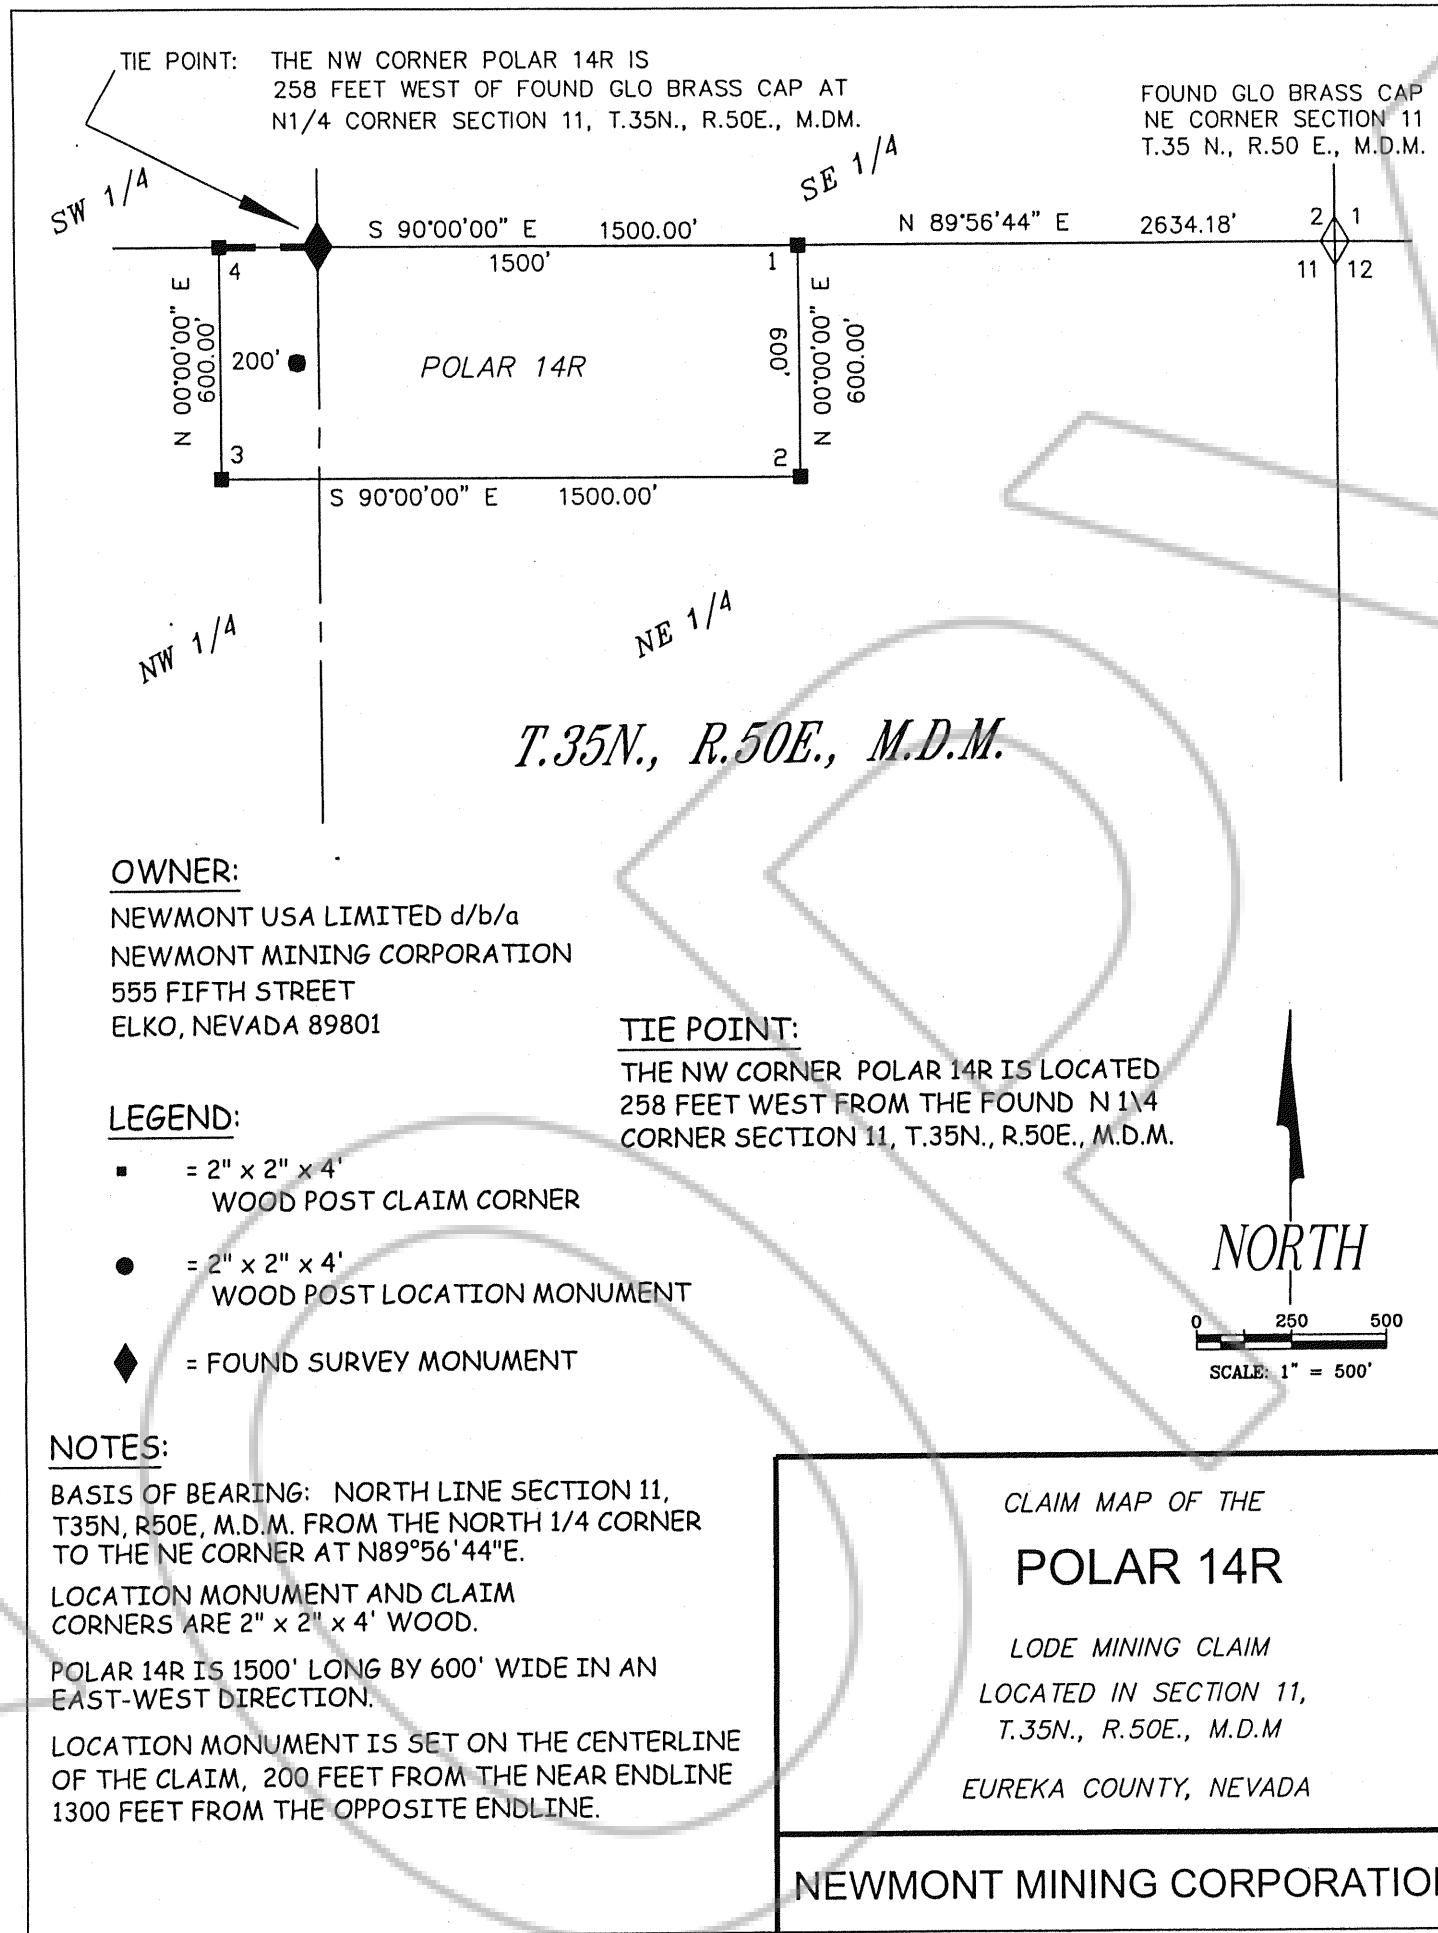 TIE POINT: THE NW CORNER POLAR 14R IS
258 FEET WEST OF FOUND GLO BRASS CAP AT
N1/4 CORNER SECTION 11, T.35N., R.50E., M.DM.
FOUND GLO BRASS CAP
NE CORNER SECTION 11
T.35 N., R.50 E., M.D.M.
SW 1/4
SE 1/4
S 90°00'00" E 1500.00'
1500'
N 89°56'44" E 2634.18'
2 1
11 12
4
1
N 00°00'00" E
600.00'
200'
POLAR 14R
600'
N 00°00'00" E
600.00'
3
2
S 90°00'00" E 1500.00'
NW 1/4
NE 1/4
T.35N., R.50E., M.D.M.
OWNER:
NEWMONT USA LIMITED d/b/a
NEWMONT MINING CORPORATION
555 FIFTH STREET
ELKO, NEVADA 89801
TIE POINT:
THE NW CORNER POLAR 14R IS LOCATED
258 FEET WEST FROM THE FOUND N 1\4
CORNER SECTION 11, T.35N., R.50E., M.D.M.
LEGEND:
= 2" x 2" x 4'
WOOD POST CLAIM CORNER
= 2" x 2" x 4'
WOOD POST LOCATION MONUMENT
= FOUND SURVEY MONUMENT
NORTH
0 250 500
SCALE: 1" = 500'
NOTES:
BASIS OF BEARING: NORTH LINE SECTION 11,
T35N, R50E, M.D.M. FROM THE NORTH 1/4 CORNER
TO THE NE CORNER AT N89°56'44"E.
LOCATION MONUMENT AND CLAIM
CORNERS ARE 2" x 2" x 4' WOOD.
POLAR 14R IS 1500' LONG BY 600' WIDE IN AN
EAST-WEST DIRECTION.
LOCATION MONUMENT IS SET ON THE CENTERLINE
OF THE CLAIM, 200 FEET FROM THE NEAR ENDLINE
1300 FEET FROM THE OPPOSITE ENDLINE.
CLAIM MAP OF THE
POLAR 14R
LODE MINING CLAIM
LOCATED IN SECTION 11,
T.35N., R.50E., M.D.M
EUREKA COUNTY, NEVADA
NEWMONT MINING CORPORATIO